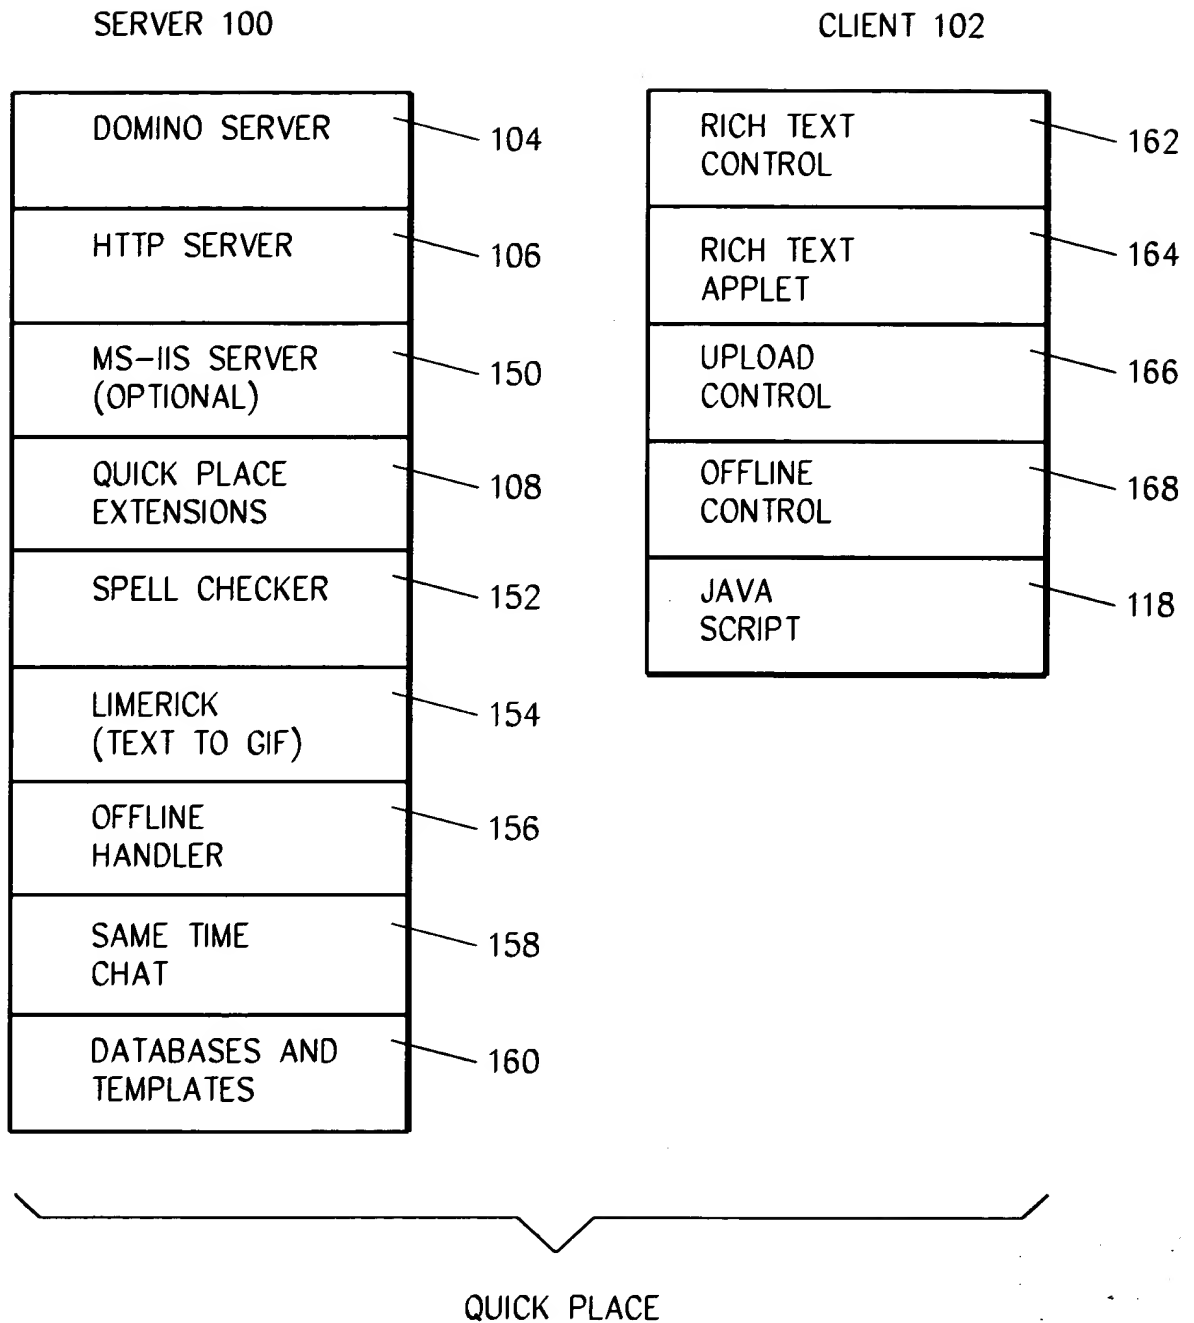 SERVER 100
DOMINO SERVER
104
HTTP SERVER
106
MS-IIS SERVER
(OPTIONAL)
150
QUICK PLACE
EXTENSIONS
108
SPELL CHECKER
152
LIMERICK
(TEXT TO GIF)
154
OFFLINE
HANDLER
156
SAME TIME
CHAT
158
DATABASES AND
TEMPLATES
160
CLIENT 102
RICH TEXT
CONTROL
162
RICH TEXT
APPLET
164
UPLOAD
CONTROL
166
OFFLINE
CONTROL
168
JAVA
SCRIPT
118
QUICK PLACE